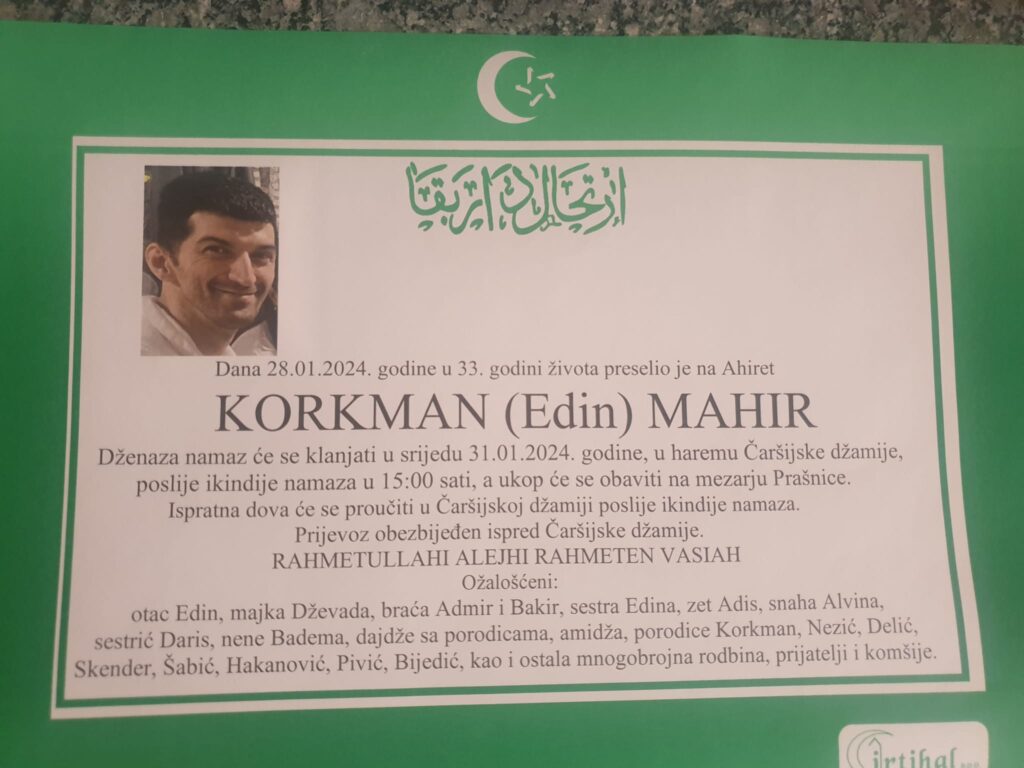 ارتحال دار بقا
Dana 28.01.2024. godine u 33. godini života preselio je na Ahiret
KORKMAN (Edin) MAHIR
Dženaza namaz će se klanjati u srijedu 31.01.2024. godine, u haremu Čaršijske džamije,
poslije ikindije namaza u 15:00 sati, a ukop će se obaviti na mezarju Prašnice.
Ispratna dova će se proučiti u Čaršijskoj džamiji poslije ikindije namaza.
Prijevoz obezbijeđen ispred Čaršijske džamije.
RAHMETULLAHI ALEJHI RAHMETEN VASIAH
Ožalošćeni:
otac Edin, majka Dževada, braća Admir i Bakir, sestra Edina, zet Adis, snaha Alvina,
sestrić Daris, nene Badema, dajdže sa porodicama, amidža, porodice Korkman, Nezić, Delić,
Skender, Šabić, Hakanović, Pivić, Bijedić, kao i ostala mnogobrojna rodbina, prijatelji i komšije.
irtihal